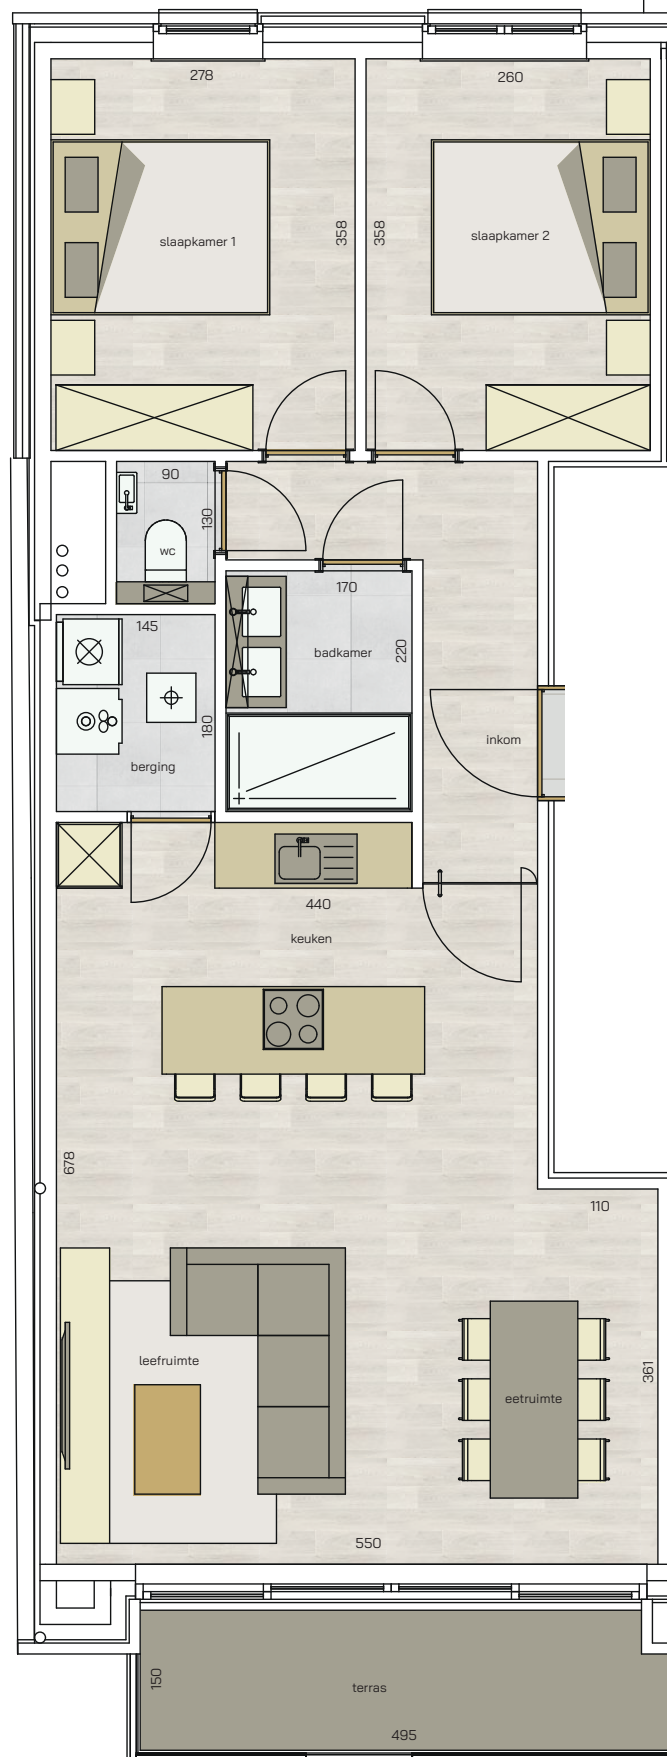 278
260
358
358
slaapkamer 1
slaapkamer 2
90
130
wc
170
145
badkamer
220
180
inkom
berging
440
keuken
678
110
leefruimte
361
eetruimte
550
150
terras
495